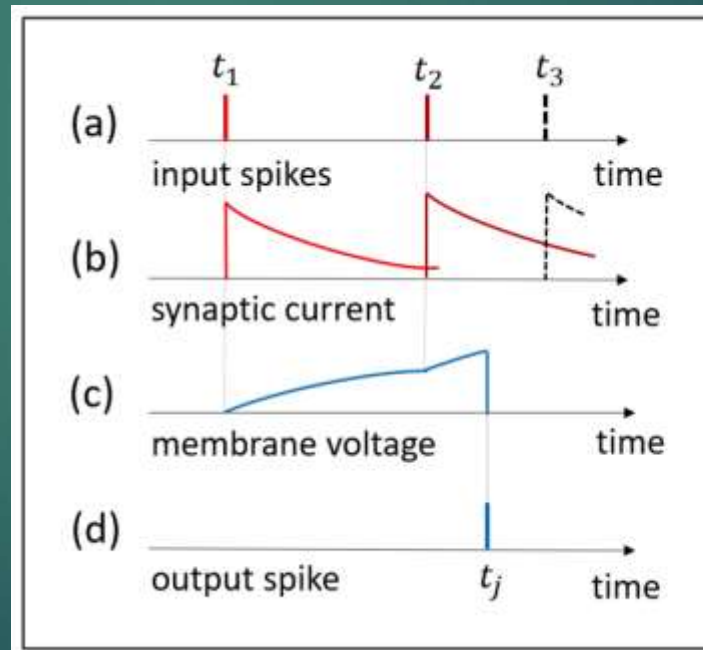 t₁ t₂ t₃
(a)
input spikes time
(b)
synaptic current time
(c)
membrane voltage time
(d)
output spike tⱼ time